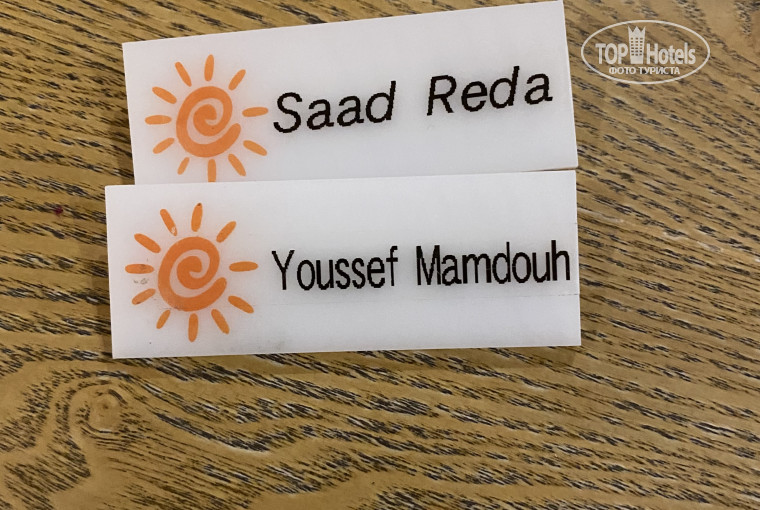 TOP Hotels
ФОТО ТУРИСТА
Saad Reda
Youssef Mamdouh